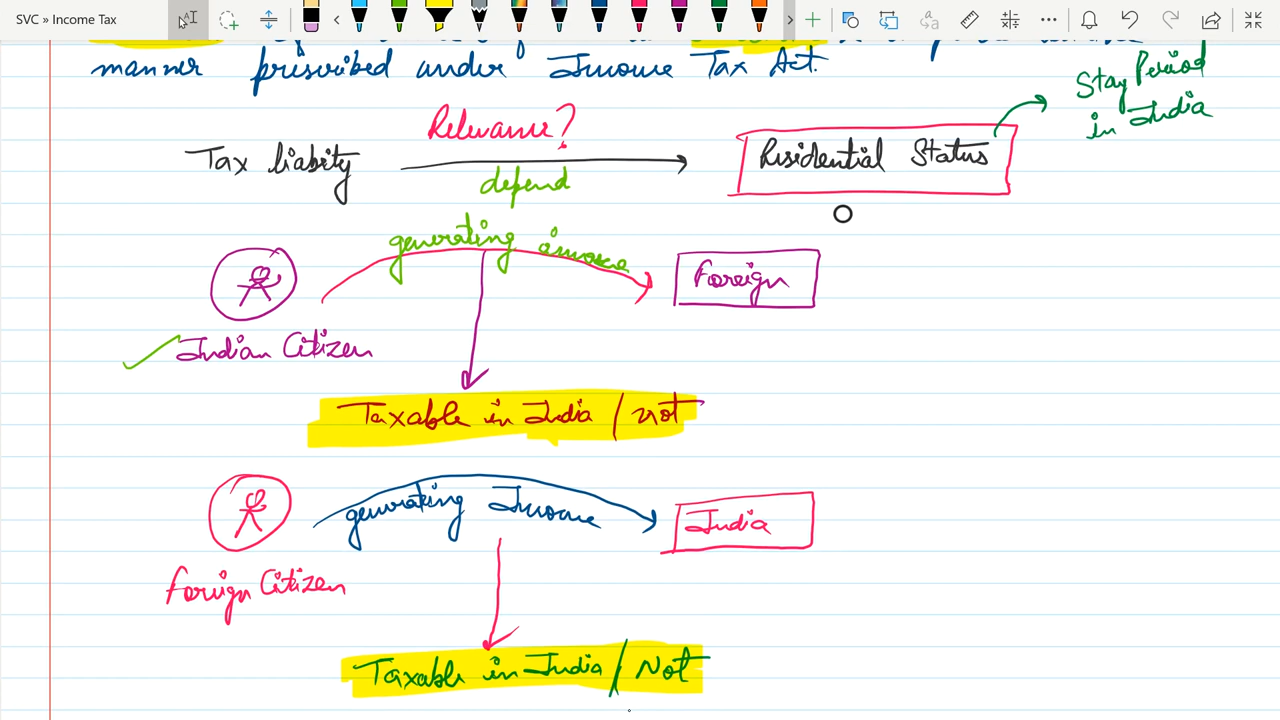 SVC » Income Tax
manner prescribed under Income Tax Act.
Stay Period
in India
Relevance?
Tax liabity
depend
Residential Status
generating income
Foreign
Indian Citizen
Taxable in India / not
generating Income
India
Foreign Citizen
Taxable in India / Not